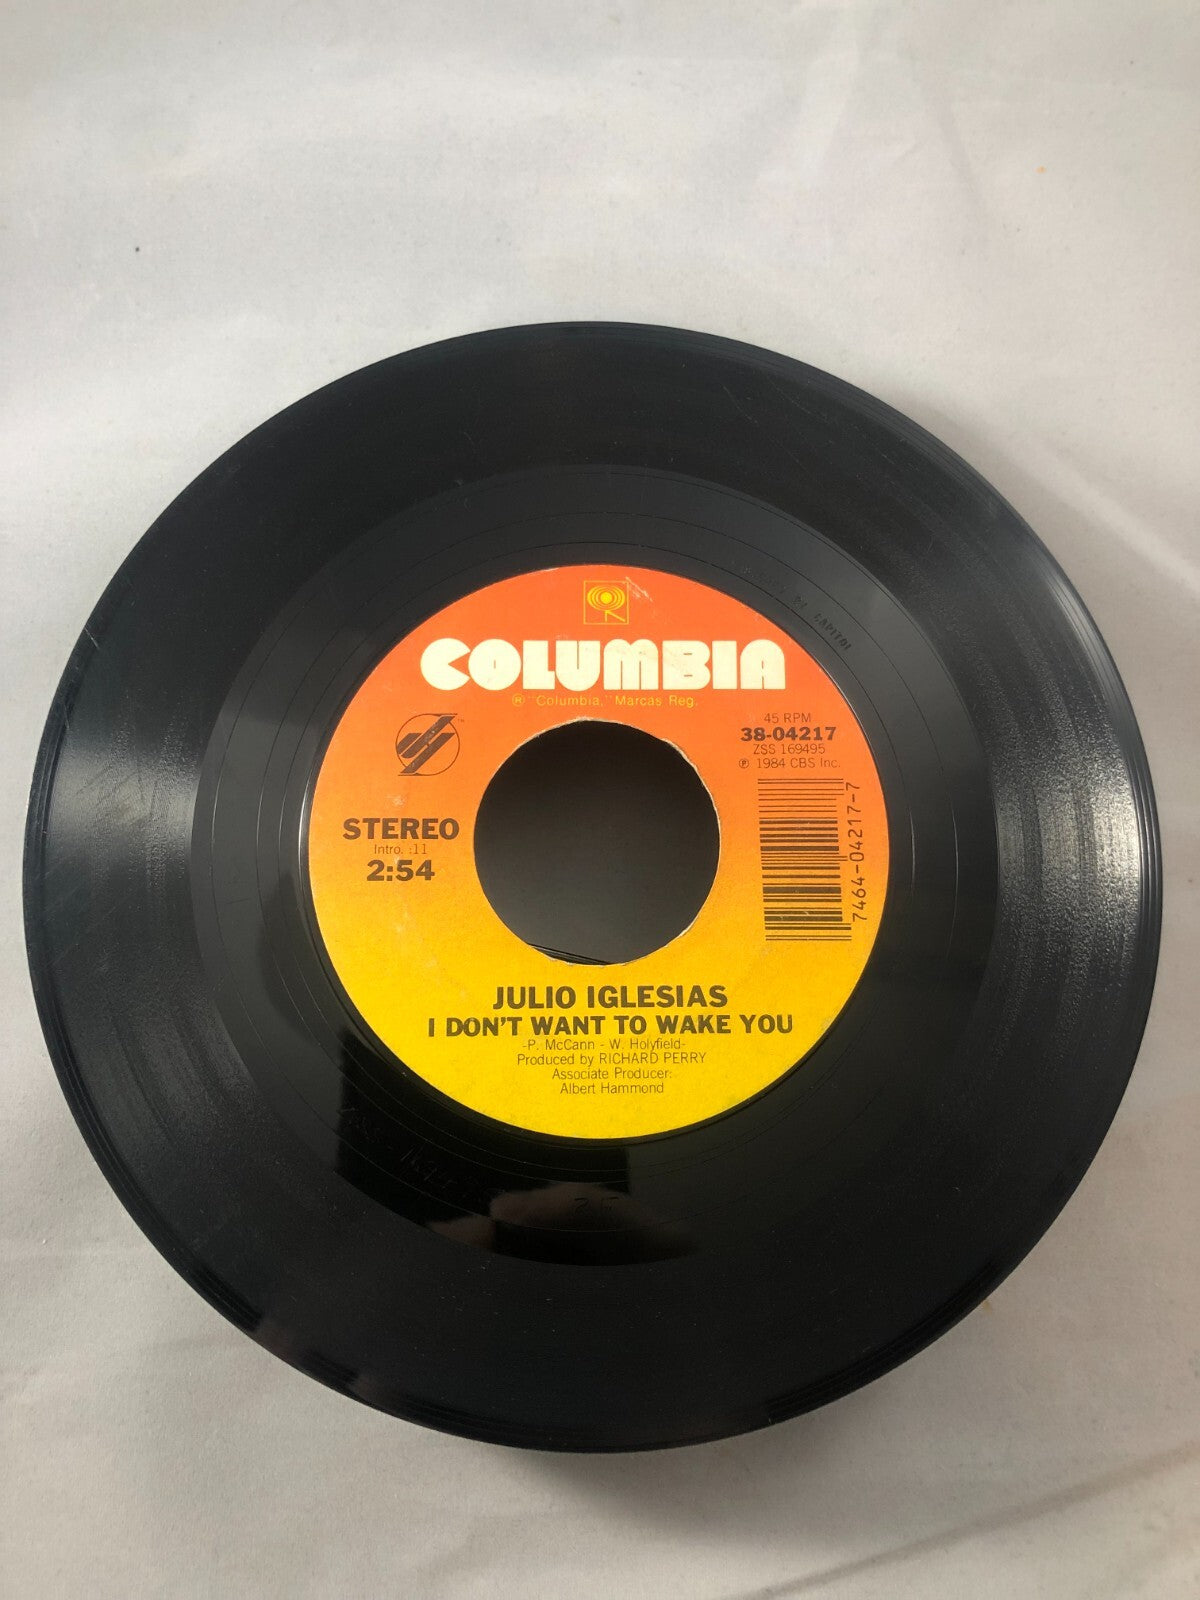 COLUMBIA
® "Columbia," Marcas Reg.
45 RPM
38-04217
ZSS 169495
℗ 1984 CBS Inc.
STEREO
Intro. :11
2:54
7464-04217-7
JULIO IGLESIAS
I DON'T WANT TO WAKE YOU
-P. McCann - W. Holyfield-
Produced by RICHARD PERRY
Associate Producer:
Albert Hammond
CAPITOL